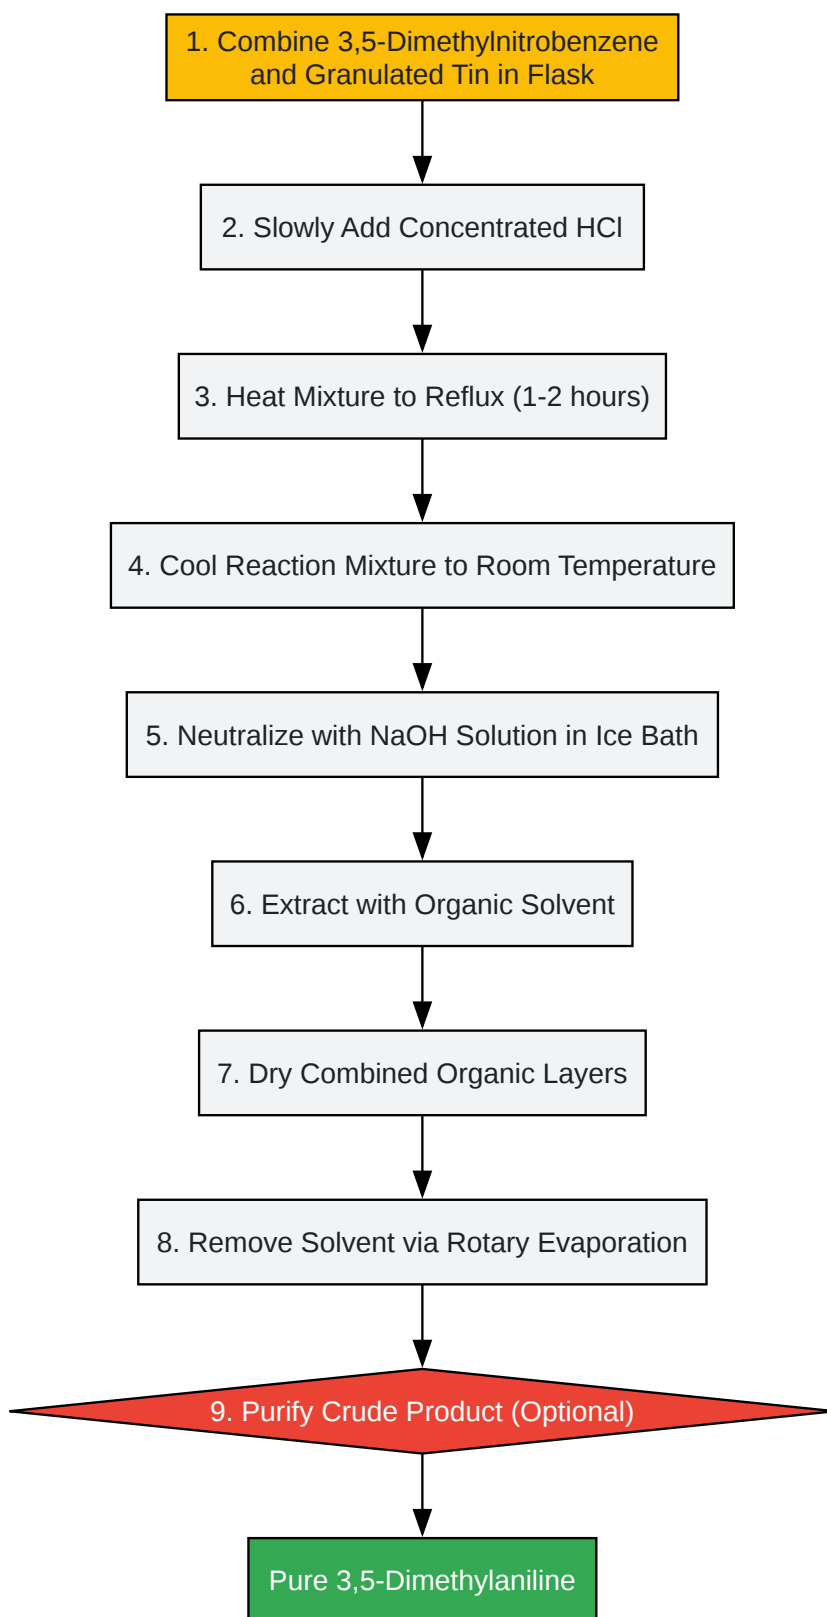 1. Combine 3,5-Dimethylnitrobenzene
and Granulated Tin in Flask
2. Slowly Add Concentrated HCl
3. Heat Mixture to Reflux (1-2 hours)
4. Cool Reaction Mixture to Room Temperature
5. Neutralize with NaOH Solution in Ice Bath
6. Extract with Organic Solvent
7. Dry Combined Organic Layers
8. Remove Solvent via Rotary Evaporation
9. Purify Crude Product (Optional)
Pure 3,5-Dimethylaniline